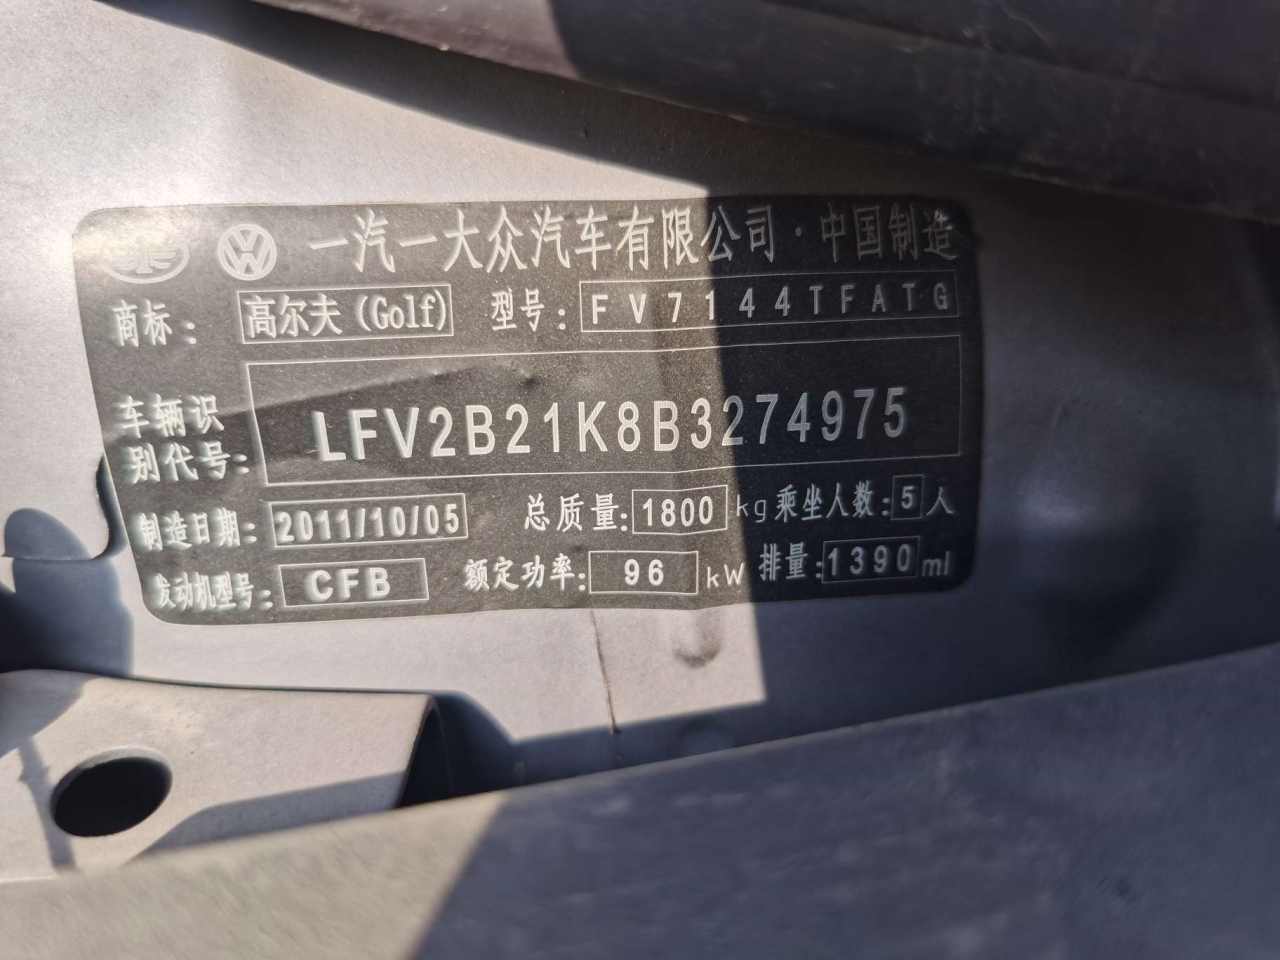 一汽一大众汽车有限公司·中国制造
商标: 高尔夫(Golf) 型号: FV7144TFATG
车辆识别代号: LFV2B21K8B3274975
制造日期: 2011/10/05 总质量: 1800 kg 乘坐人数: 5 人
发动机型号: CFB 额定功率: 96 kW 排量: 1390 ml